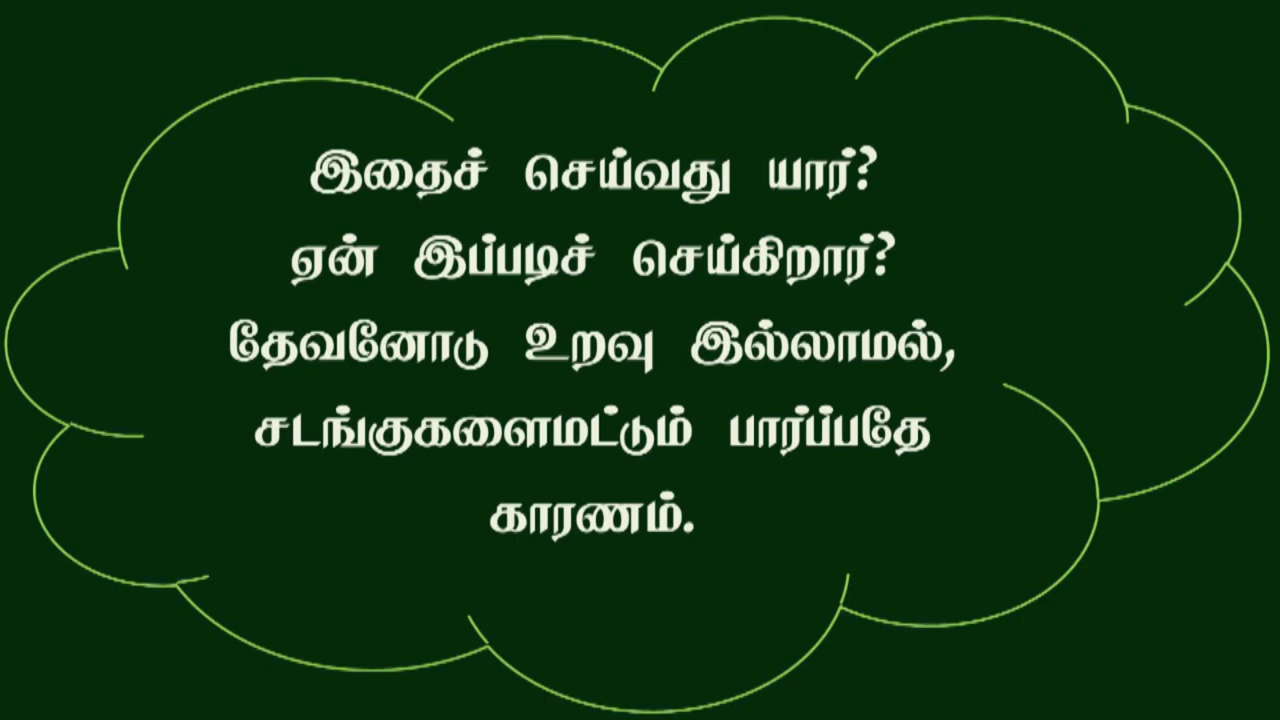 இதைச் செய்வது யார்?
ஏன் இப்படிச் செய்கிறார்?
தேவனோடு உறவு இல்லாமல்,
சடங்குகளைமட்டும் பார்ப்பதே
காரணம்.